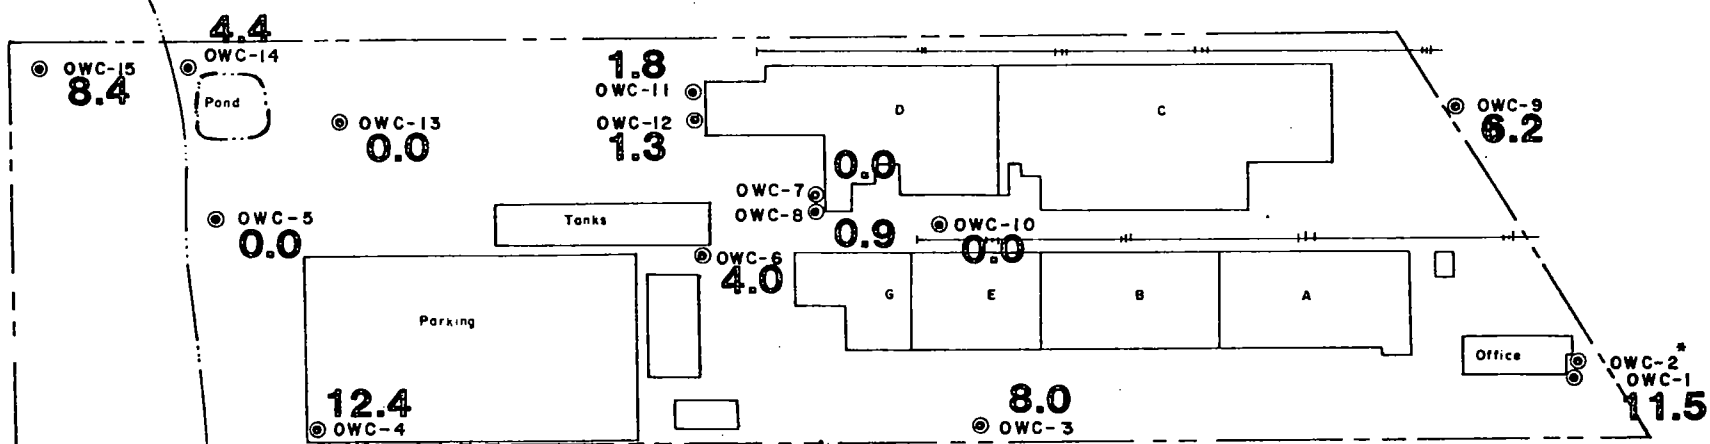 4.4
OWC-14
OWC-15
8.4
Pond
OWC-13
0.0
1.8
OWC-11
OWC-12
1.3
D
C
OWC-9
6.2
0.0
OWC-7
OWC-8
0.9
OWC-5
0.0
Tanks
OWC-10
0.0
OWC-6
4.0
G
E
B
A
Parking
Office
OWC-2*
OWC-1
11.5
12.4
OWC-4
8.0
OWC-3